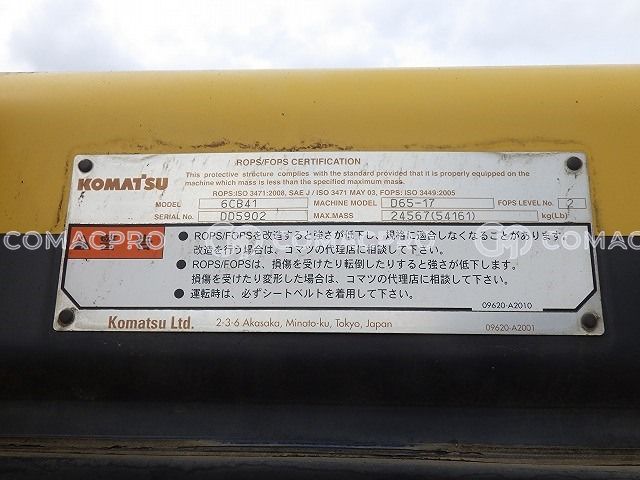 ROPS/FOPS CERTIFICATION
KOMATSU
This protective structure complies with the standard provided that it is properly equipped on the
machine which mass is less than the specified maximum mass.
ROPS:ISO 3471:2008, SAE J / ISO 3471 MAY 03, FOPS: ISO 3449:2005
MODEL 6CB41 MACHINE MODEL D65-17 FOPS LEVEL No. 2
SERIAL No. DD5902 MAX.MASS 24567(54161) kg(Lb)
COMACPRO
● ROPS/FOPSを改造すると強さが低下し、規格に適合しなくなることがあります。
改造を行う場合は、コマツの代理店に相談して下さい。
● ROPS/FOPSは、損傷を受けたり転倒したりすると強さが低下します。
損傷を受けたり変形した場合は、コマツの代理店に相談して下さい。
● 運転時は、必ずシートベルトを着用して下さい。
09620-A2010
Komatsu Ltd. 2-3-6 Akasaka, Minato-ku, Tokyo, Japan 09620-A2001